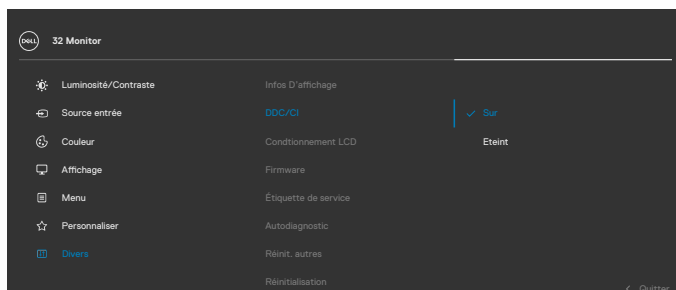 DELL 32 Monitor
Luminosité/Contraste Infos D'affichage
Source entrée DDC/CI Sur
Couleur Condtionnement LCD Eteint
Affichage Firmware
Menu Étiquette de service
Personnaliser Autodiagnostic
Divers Réinit. autres
Réinitialisation
Quitter